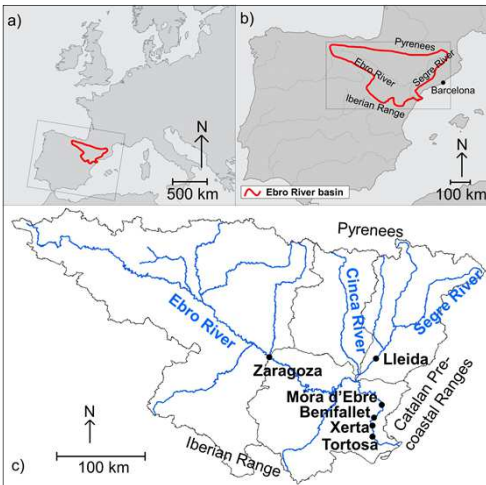 a)
N
500 km
b)
Pyrenees
Ebro River
Segre River
Barcelona
Iberian Range
N
Ebro River basin
100 km
c)
Pyrenees
N
Ebro River
Cinca River
Segre River
Zaragoza
Lleida
Móra d'Ebre
Benifallet
Xerta
Tortosa
Catalan Pre-
coastal Ranges
Iberian Range
100 km